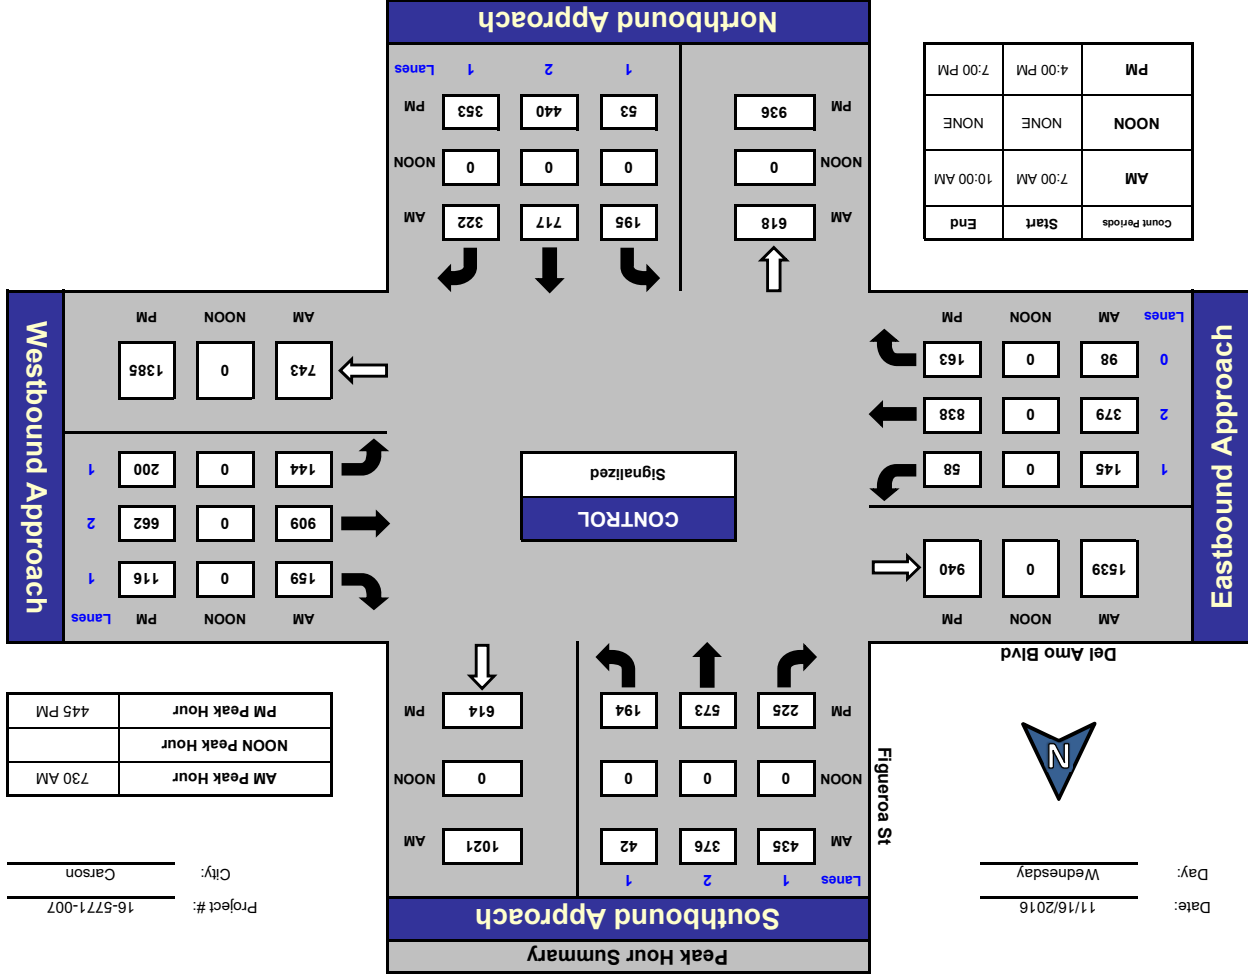 Peak Hour Summary
Southbound Approach
Date: 11/16/2016
Day: Wednesday
Project #: 16-5771-007
City: Carson
Lanes 1 2 1
AM 435 376 42 1021 AM
NOON 0 0 0 0 NOON
PM 225 573 194 614 PM
N
Figueroa St
Del Amo Blvd
AM Peak Hour 730 AM
NOON Peak Hour
PM Peak Hour 445 PM
Eastbound Approach
AM NOON PM
1539 0 940
1 145 0 58
2 379 0 838
0 98 0 163
Lanes AM NOON PM
CONTROL
Signalized
AM NOON PM Lanes
159 0 116 1
909 0 662 2
144 0 200 1
743 0 1385
AM NOON PM
Westbound Approach
Count Periods Start End
AM 7:00 AM 10:00 AM
NOON NONE NONE
PM 4:00 PM 7:00 PM
AM 618 195 717 322 AM
NOON 0 0 0 0 NOON
PM 936 53 440 353 PM
1 2 1 Lanes
Northbound Approach